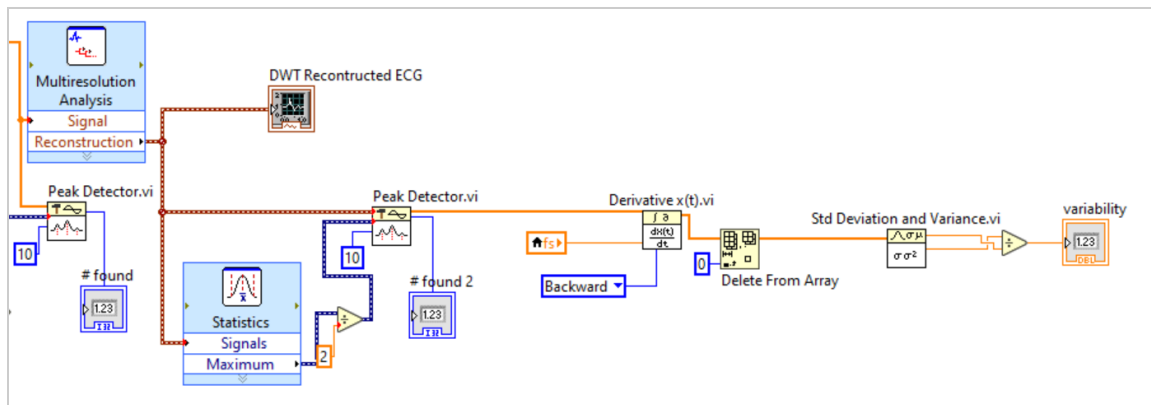 Multiresolution
Analysis
Signal
Reconstruction
DWT Recontructed ECG
Peak Detector.vi
10
# found
1.23
I32
Statistics
Signals
Maximum
2
Peak Detector.vi
10
# found 2
1.23
I32
Derivative x(t).vi
∫ ∂
dX(t)
dt
fs
Backward
0
Delete From Array
Std Deviation and Variance.vi
σμ
σ σ²
÷
÷
variability
1.23
DBL